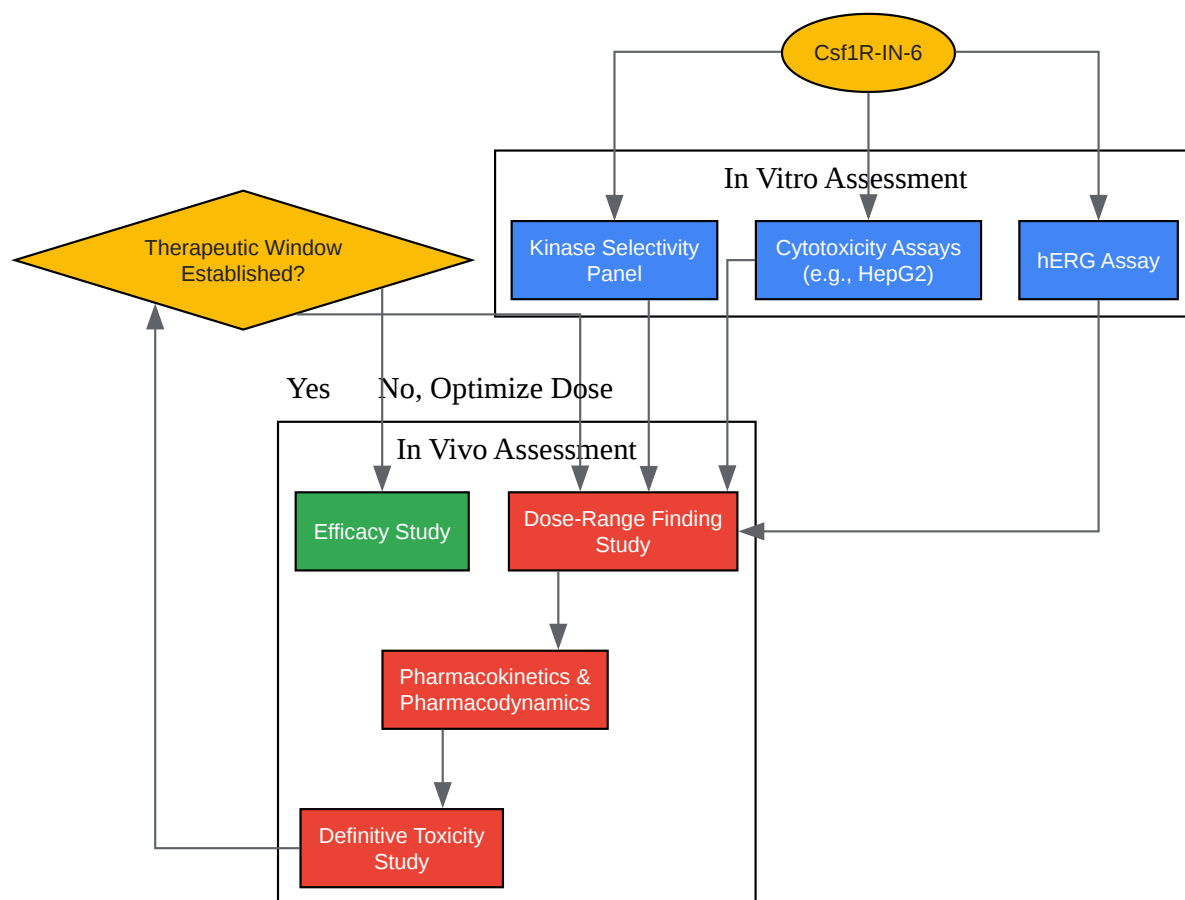 Csf1R-IN-6
In Vitro Assessment
Therapeutic Window
Established?
Kinase Selectivity
Panel
Cytotoxicity Assays
(e.g., HepG2)
hERG Assay
Yes
No, Optimize Dose
In Vivo Assessment
Efficacy Study
Dose-Range Finding
Study
Pharmacokinetics &
Pharmacodynamics
Definitive Toxicity
Study